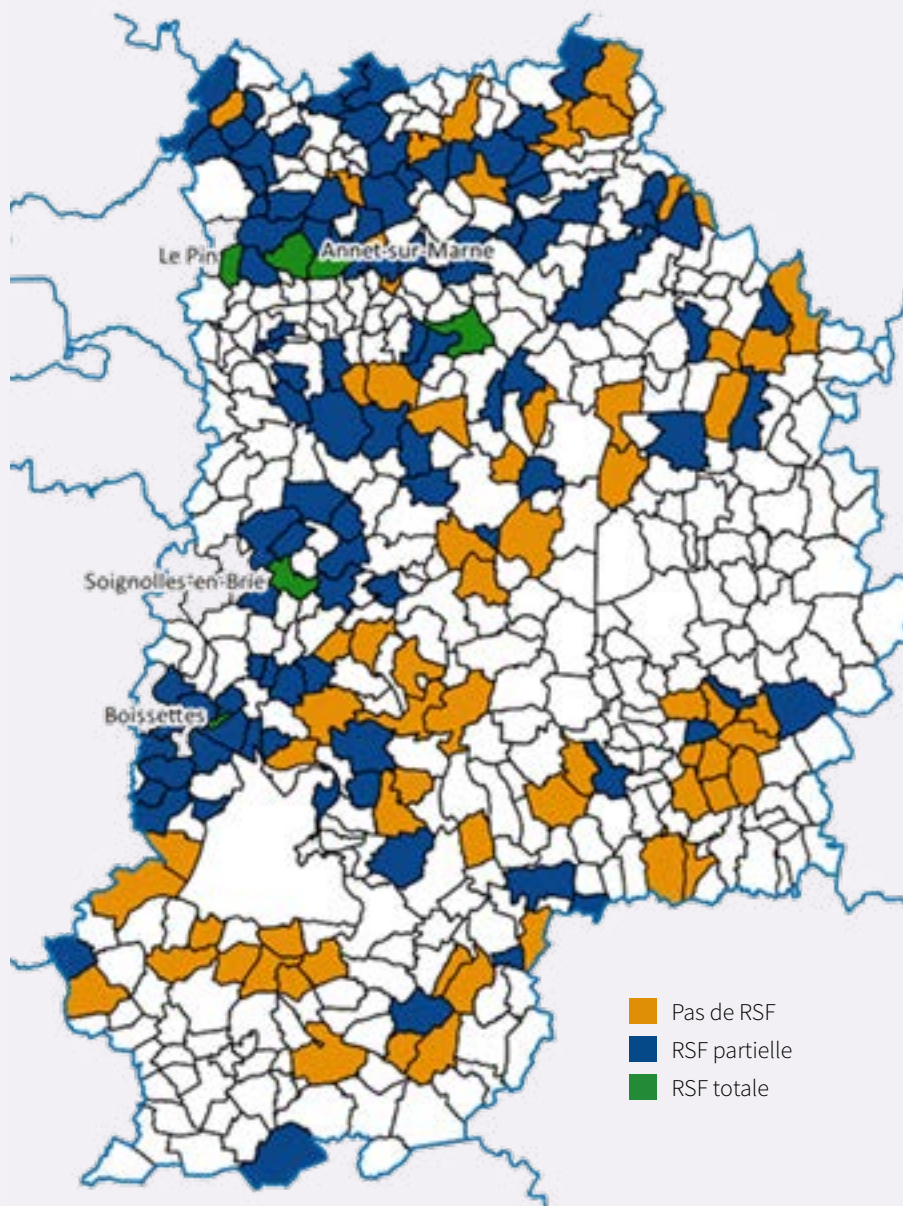 Le Pin
Annet-sur-Marne
Soignolles-en-Brie
Boissettes
Pas de RSF
RSF partielle
RSF totale